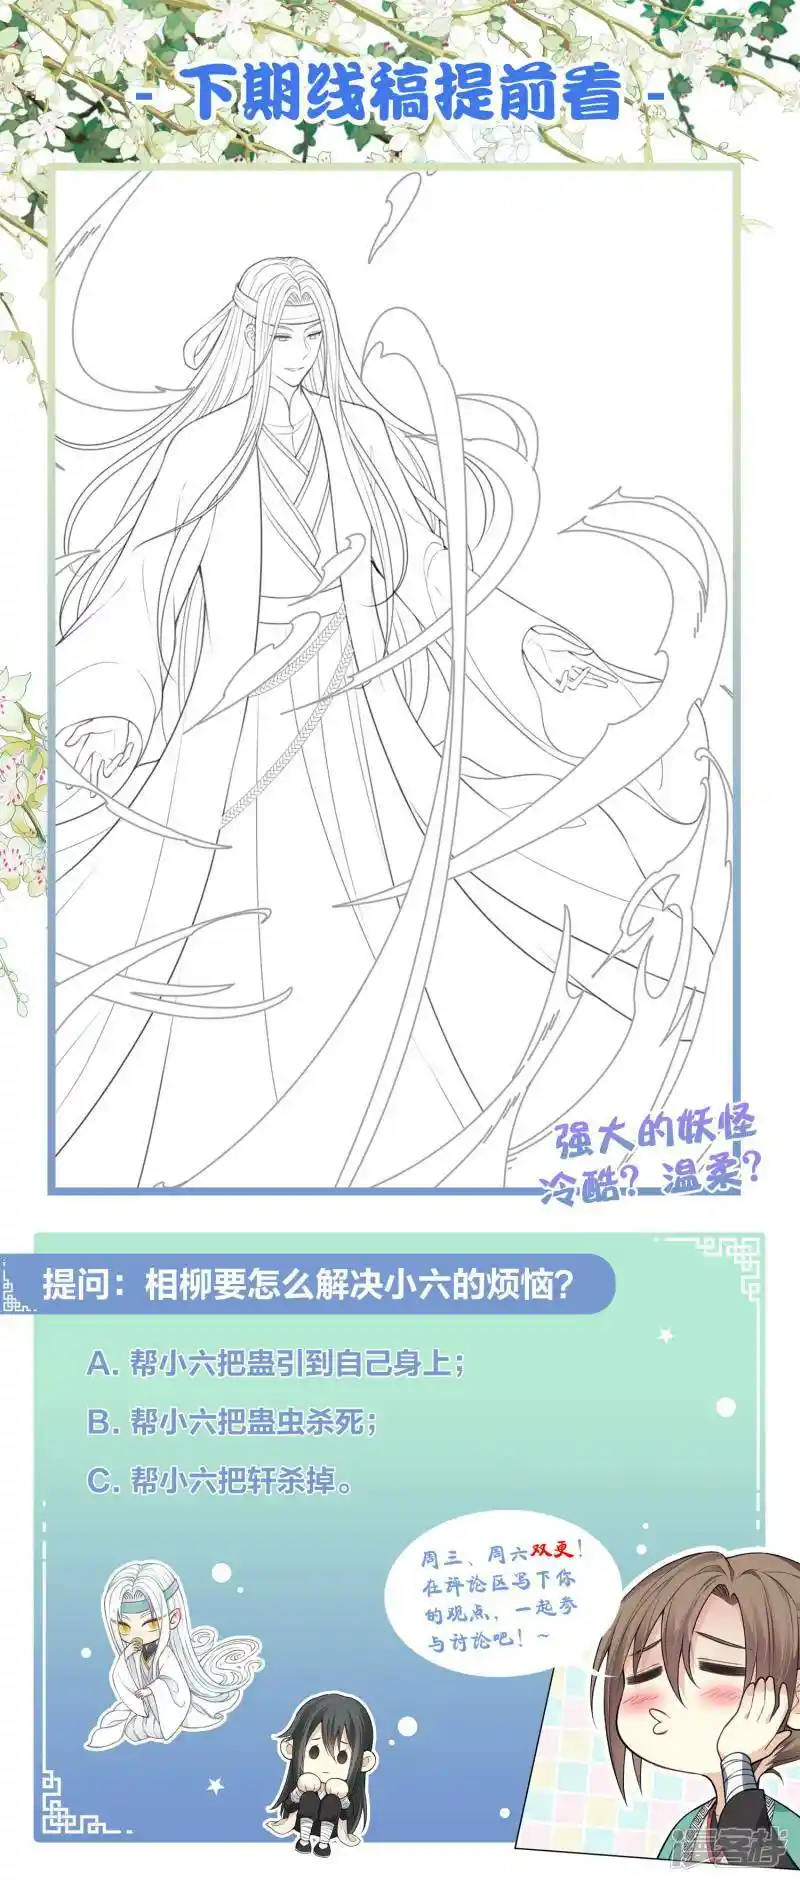 - 下期线稿提前看 -
强大的妖怪
冷酷？温柔？
提问：相柳要怎么解决小六的烦恼？
A. 帮小六把蛊引到自己身上；
B. 帮小六把蛊虫杀死；
C. 帮小六把轩杀掉。
周三、周六双更！
在评论区写下你
的观点，一起参
与讨论吧！~
漫客栈